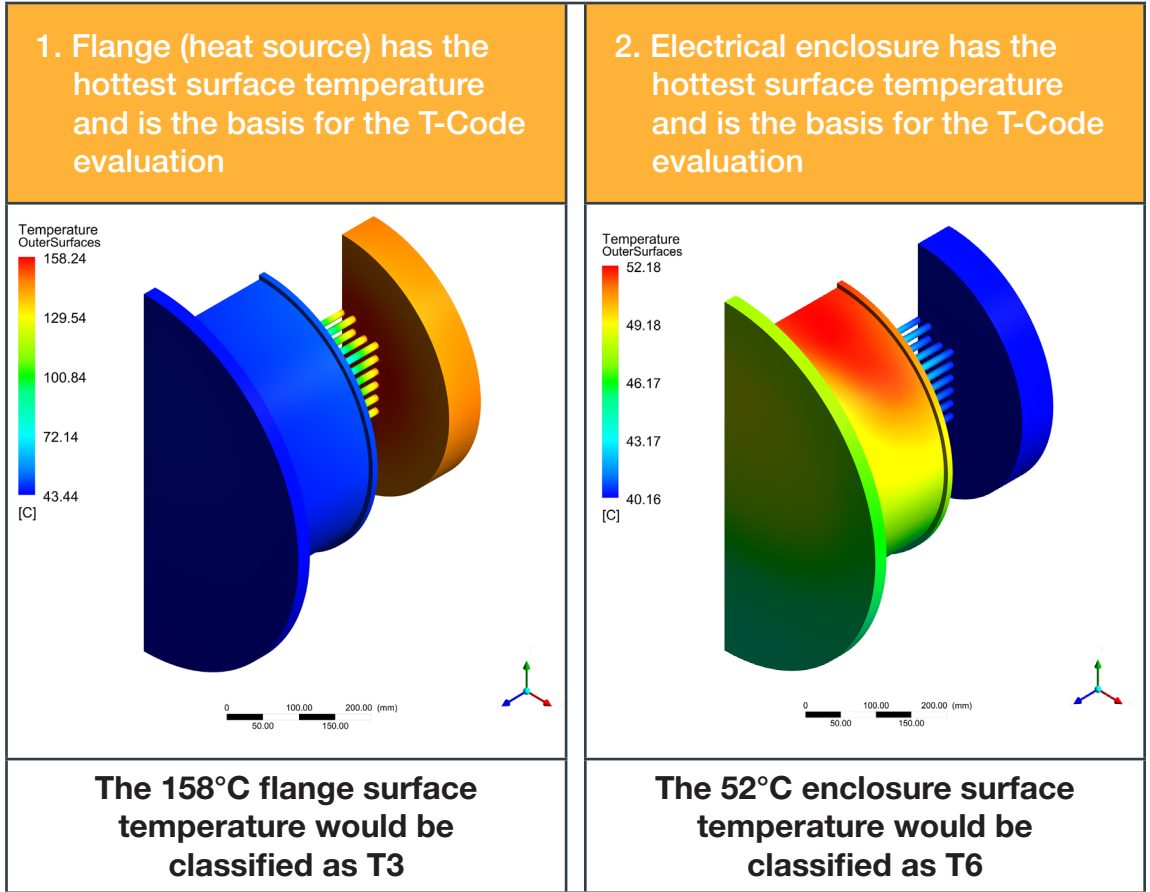 1. Flange (heat source) has the
hottest surface temperature
and is the basis for the T-Code
evaluation
Temperature
OuterSurfaces
158.24
129.54
100.84
72.14
43.44
[C]
0
100.00
200.00
(mm)
50.00
150.00
The 158°C flange surface
temperature would be
classified as T3
2. Electrical enclosure has the
hottest surface temperature
and is the basis for the T-Code
evaluation
Temperature
OuterSurfaces
52.18
49.18
46.17
43.17
40.16
[C]
0
100.00
200.00
(mm)
50.00
150.00
The 52°C enclosure surface
temperature would be
classified as T6